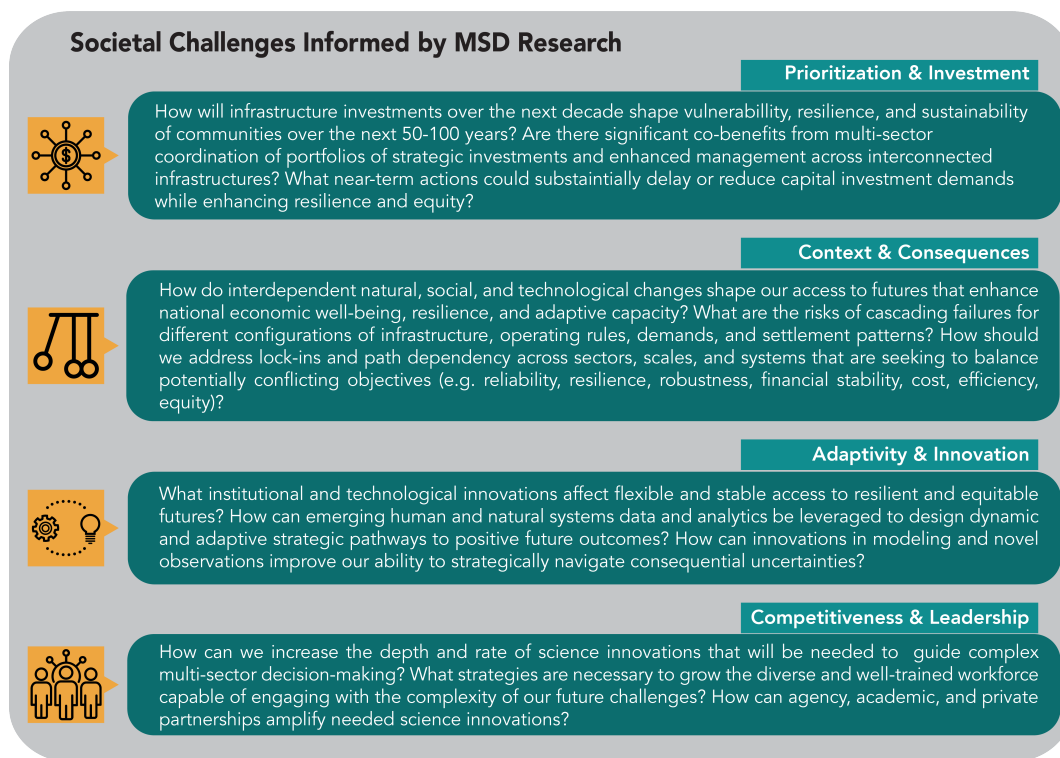 Societal Challenges Informed by MSD Research
Prioritization & Investment
$
How will infrastructure investments over the next decade shape vulnerabillity, resilience, and sustainability
of communities over the next 50-100 years? Are there significant co-benefits from multi-sector
coordination of portfolios of strategic investments and enhanced management across interconnected
infrastructures? What near-term actions could substaintially delay or reduce capital investment demands
while enhancing resilience and equity?
Context & Consequences
How do interdependent natural, social, and technological changes shape our access to futures that enhance
national economic well-being, resilience, and adaptive capacity? What are the risks of cascading failures for
different configurations of infrastructure, operating rules, demands, and settlement patterns? How should
we address lock-ins and path dependency across sectors, scales, and systems that are seeking to balance
potentially conflicting objectives (e.g. reliability, resilience, robustness, financial stability, cost, efficiency,
equity)?
Adaptivity & Innovation
What institutional and technological innovations affect flexible and stable access to resilient and equitable
futures? How can emerging human and natural systems data and analytics be leveraged to design dynamic
and adaptive strategic pathways to positive future outcomes? How can innovations in modeling and novel
observations improve our ability to strategically navigate consequential uncertainties?
Competitiveness & Leadership
How can we increase the depth and rate of science innovations that will be needed to guide complex
multi-sector decision-making? What strategies are necessary to grow the diverse and well-trained workforce
capable of engaging with the complexity of our future challenges? How can agency, academic, and private
partnerships amplify needed science innovations?